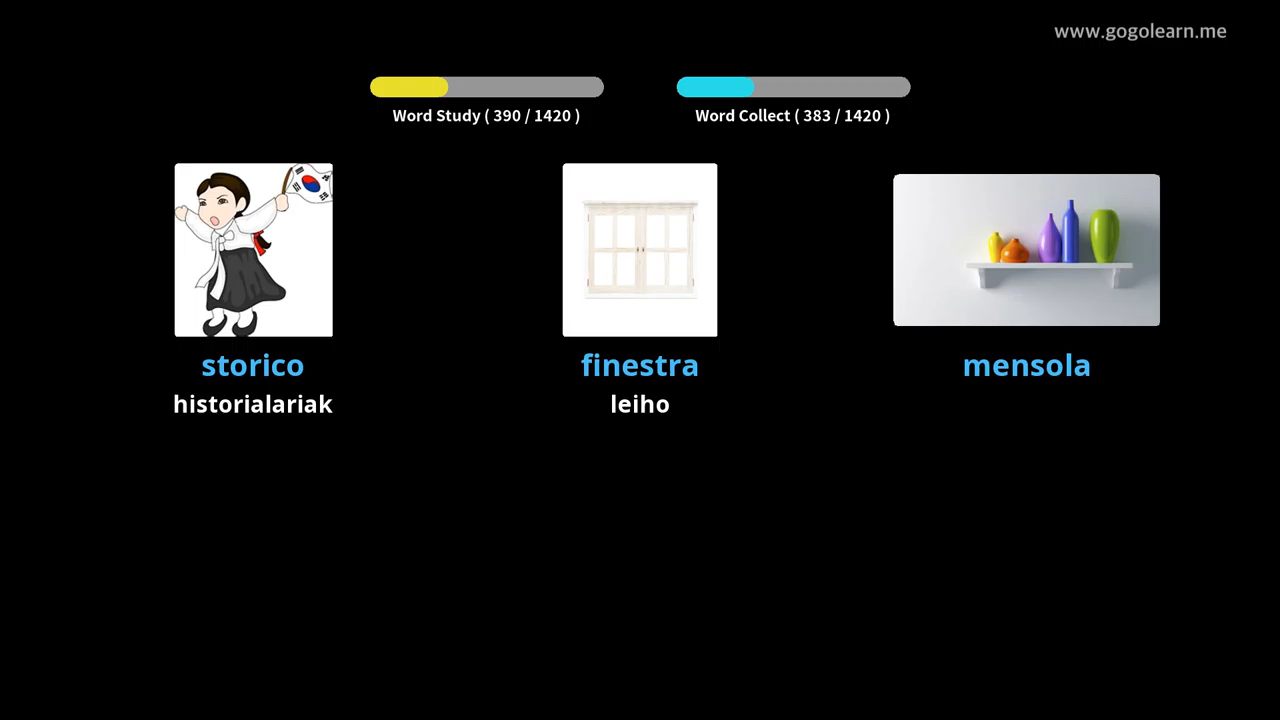 www.gogolearn.me
Word Study ( 390 / 1420 )
Word Collect ( 383 / 1420 )
storico
finestra
mensola
historialariak
leiho